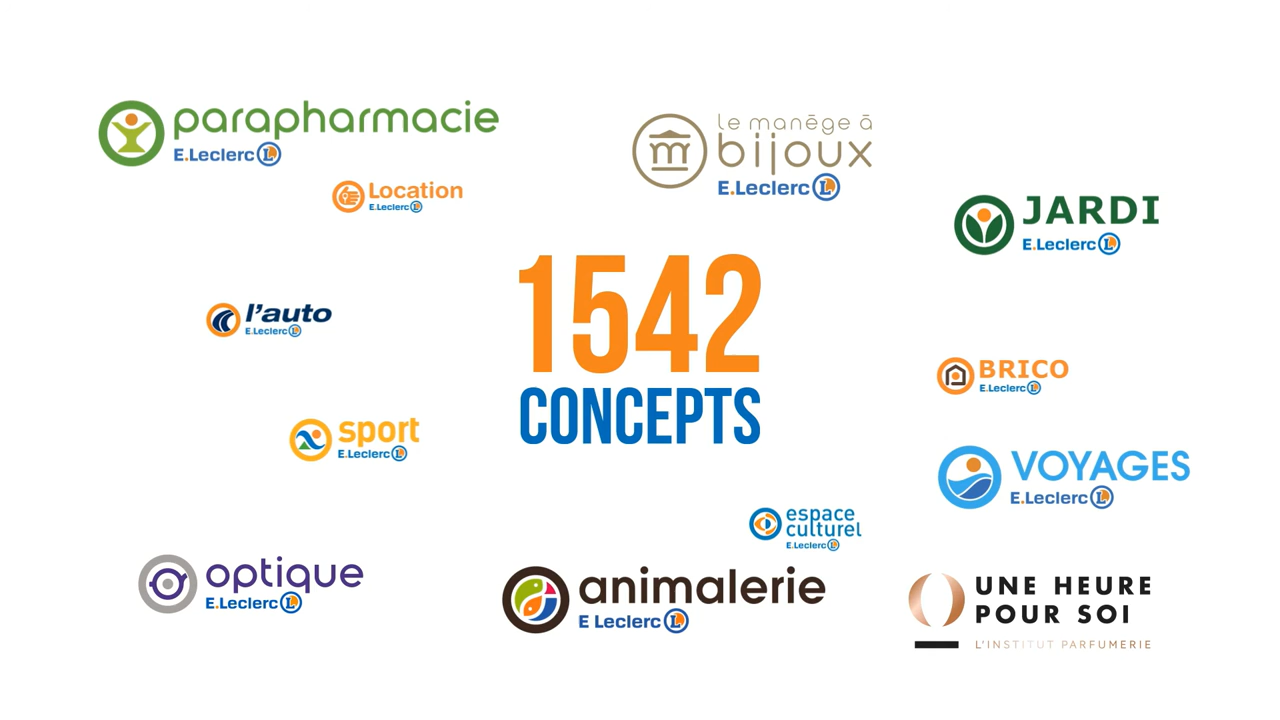 parapharmacie
E.Leclerc L
le manège à
bijoux
E.Leclerc L
Location
E.Leclerc L
JARDI
E.Leclerc L
1542
CONCEPTS
l'auto
E.Leclerc L
BRICO
E.Leclerc L
sport
E.Leclerc L
VOYAGES
E.Leclerc L
espace
culturel
E.Leclerc L
optique
E.Leclerc L
animalerie
E Leclerc L
UNE HEURE
POUR SOI
L'INSTITUT PARFUMERIE